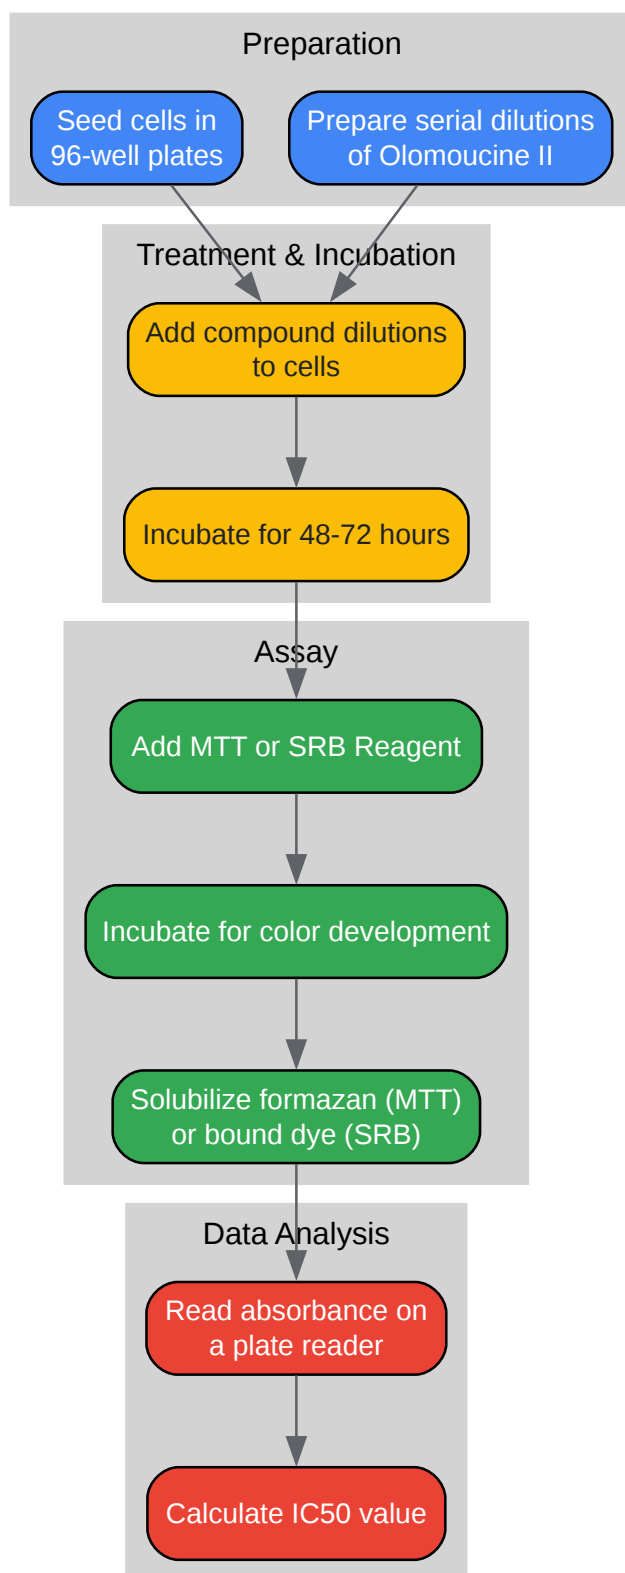 Preparation
Seed cells in
96-well plates
Prepare serial dilutions
of Olomoucine II
Treatment & Incubation
Add compound dilutions
to cells
Incubate for 48-72 hours
Assay
Add MTT or SRB Reagent
Incubate for color development
Solubilize formazan (MTT)
or bound dye (SRB)
Data Analysis
Read absorbance on
a plate reader
Calculate IC50 value